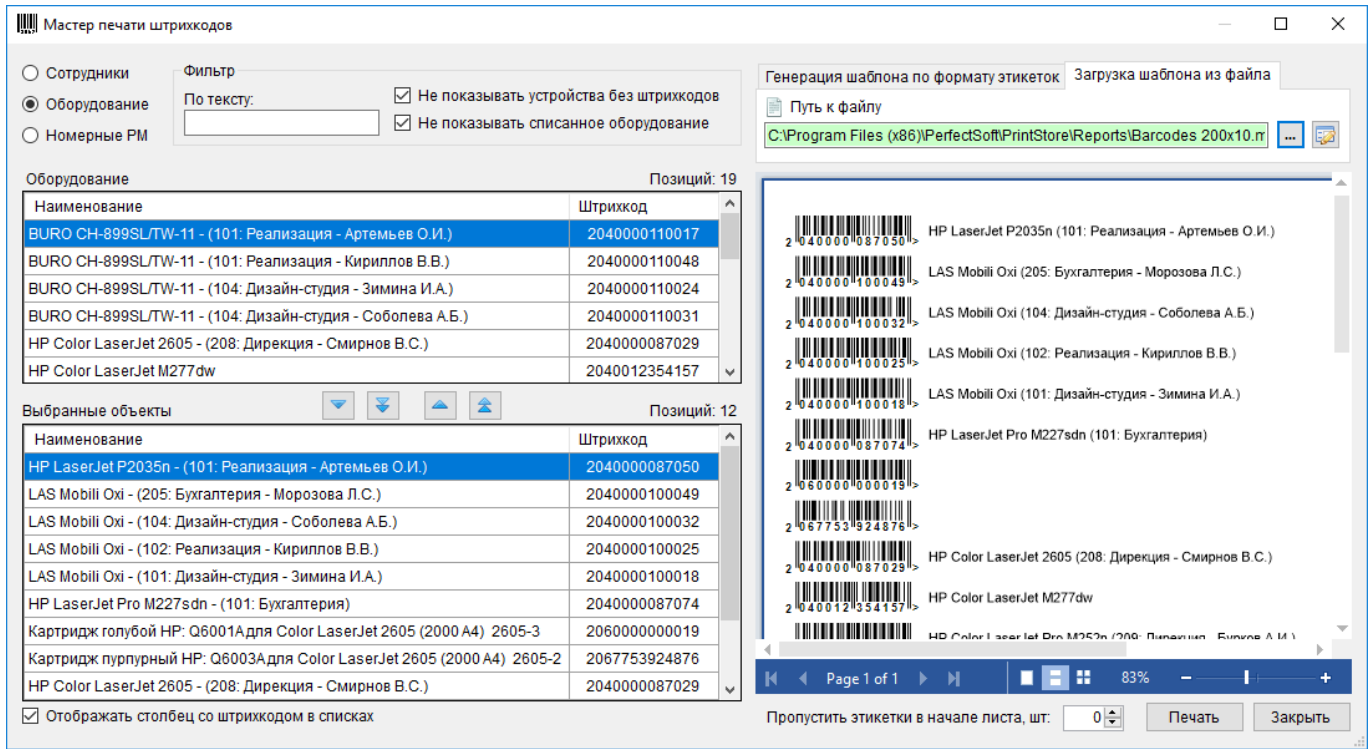 Мастер печати штрихкодов
Сотрудники
Оборудование
Номерные РМ
Фильтр
По тексту:
Не показывать устройства без штрихкодов
Не показывать списанное оборудование
Оборудование Позиций: 19
Наименование Штрихкод
BURO CH-899SL/TW-11 - (101: Реализация - Артемьев О.И.) 2040000110017
BURO CH-899SL/TW-11 - (101: Реализация - Кириллов В.В.) 2040000110048
BURO CH-899SL/TW-11 - (104: Дизайн-студия - Зимина И.А.) 2040000110024
BURO CH-899SL/TW-11 - (104: Дизайн-студия - Соболева А.Б.) 2040000110031
HP Color LaserJet 2605 - (208: Дирекция - Смирнов В.С.) 2040000087029
HP Color LaserJet M277dw 2040012354157
Выбранные объекты Позиций: 12
Наименование Штрихкод
HP LaserJet P2035n - (101: Реализация - Артемьев О.И.) 2040000087050
LAS Mobili Oxi - (205: Бухгалтерия - Морозова Л.С.) 2040000100049
LAS Mobili Oxi - (104: Дизайн-студия - Соболева А.Б.) 2040000100032
LAS Mobili Oxi - (102: Реализация - Кириллов В.В.) 2040000100025
LAS Mobili Oxi - (101: Дизайн-студия - Зимина И.А.) 2040000100018
HP LaserJet Pro M227sdn - (101: Бухгалтерия) 2040000087074
Картридж голубой HP: Q6001A для Color LaserJet 2605 (2000 A4) 2605-3 2060000000019
Картридж пурпурный HP: Q6003A для Color LaserJet 2605 (2000 A4) 2605-2 2067753924876
HP Color LaserJet 2605 - (208: Дирекция - Смирнов В.С.) 2040000087029
Отображать столбец со штрихкодом в списках
Генерация шаблона по формату этикеток Загрузка шаблона из файла
Путь к файлу
C:\Program Files (x86)\PerfectSoft\PrintStore\Reports\Barcodes 200x10.m ...
2 040000 087050 > HP LaserJet P2035n (101: Реализация - Артемьев О.И.)
2 040000 100049 > LAS Mobili Oxi (205: Бухгалтерия - Морозова Л.С.)
2 040000 100032 > LAS Mobili Oxi (104: Дизайн-студия - Соболева А.Б.)
2 040000 100025 > LAS Mobili Oxi (102: Реализация - Кириллов В.В.)
2 040000 100018 > LAS Mobili Oxi (101: Дизайн-студия - Зимина И.А.)
2 040000 087074 > HP LaserJet Pro M227sdn (101: Бухгалтерия)
2 060000 000019 >
2 067753 924876 >
2 040000 087029 > HP Color LaserJet 2605 (208: Дирекция - Смирнов В.С.)
2 040012 354157 > HP Color LaserJet M277dw
HP Color LaserJet Pro M252n (209: Дирекция - Бурков А.И.)
Page 1 of 1 83%
Пропустить этикетки в начале листа, шт: 0 Печать Закрыть